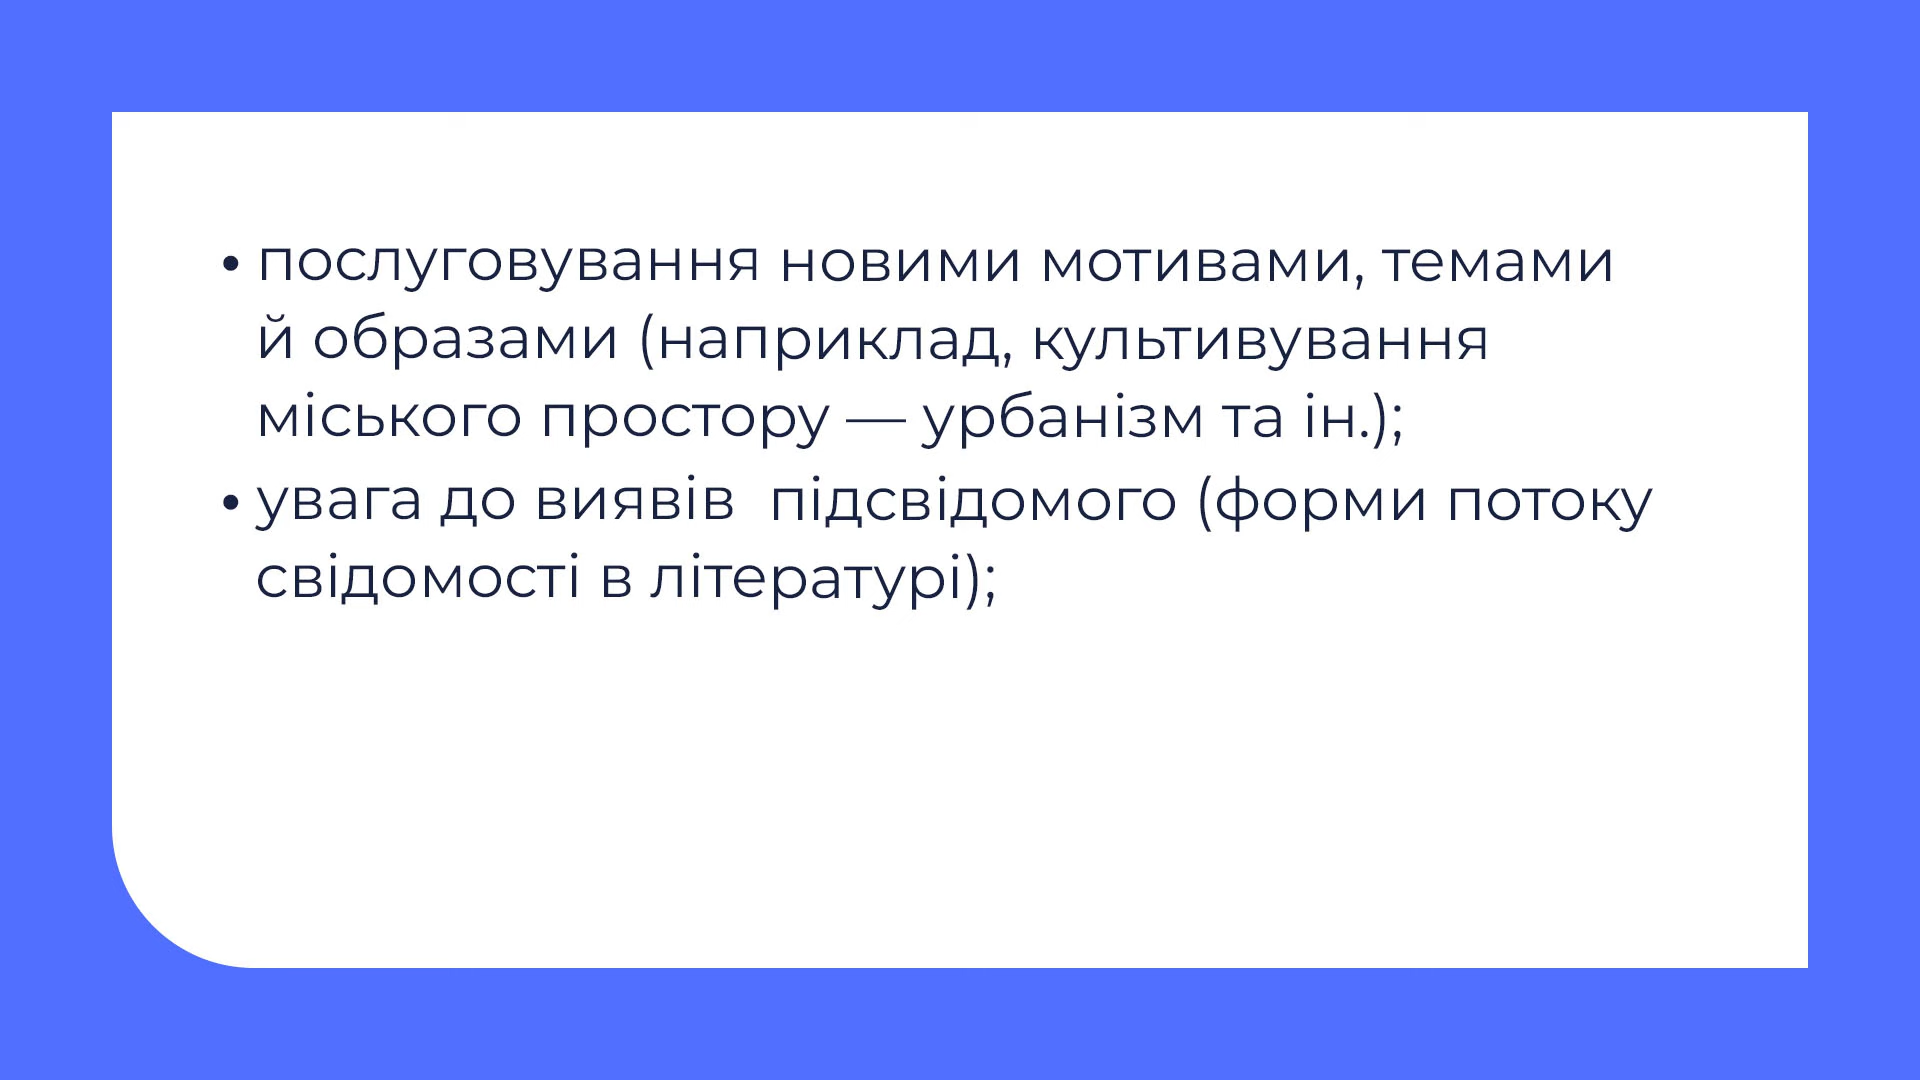 • послуговування новими мотивами, темами
й образами (наприклад, культивування
міського простору — урбанізм та ін.);
• увага до виявів  підсвідомого (форми потоку
свідомості в літературі);